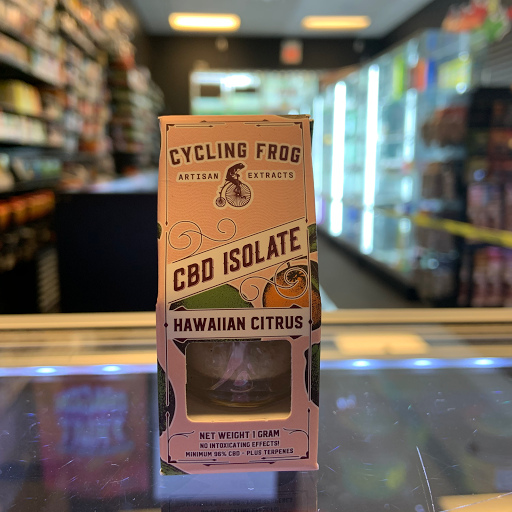 CYCLING FROG
ARTISAN EXTRACTS
CBD ISOLATE
HAWAIIAN CITRUS
NET WEIGHT 1 GRAM
NO INTOXICATING EFFECTS!
MINIMUM 96% CBD - PLUS TERPENES